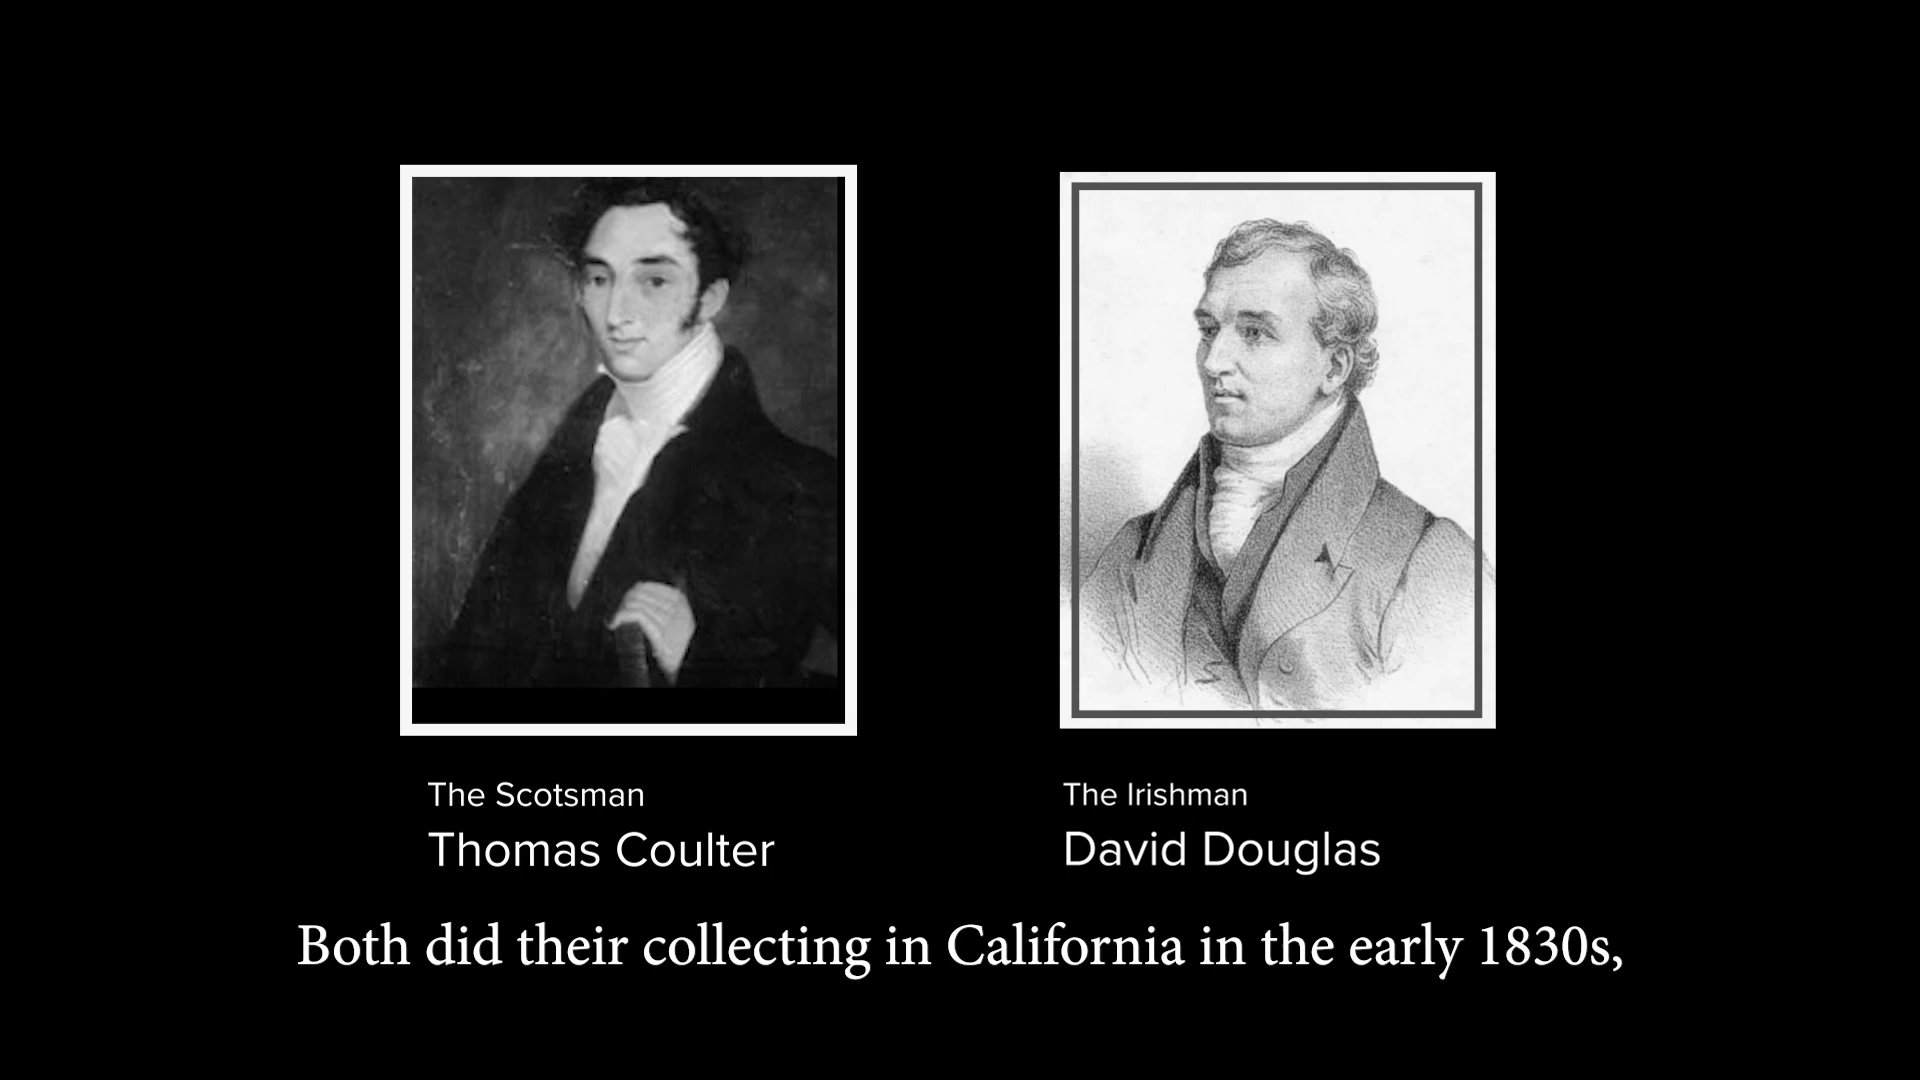 The Scotsman
Thomas Coulter
The Irishman
David Douglas
Both did their collecting in California in the early 1830s,